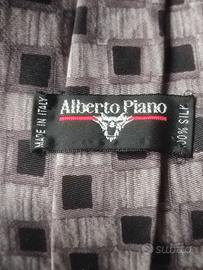 Alberto Piano
MADE IN ITALY
100% SILK
subito